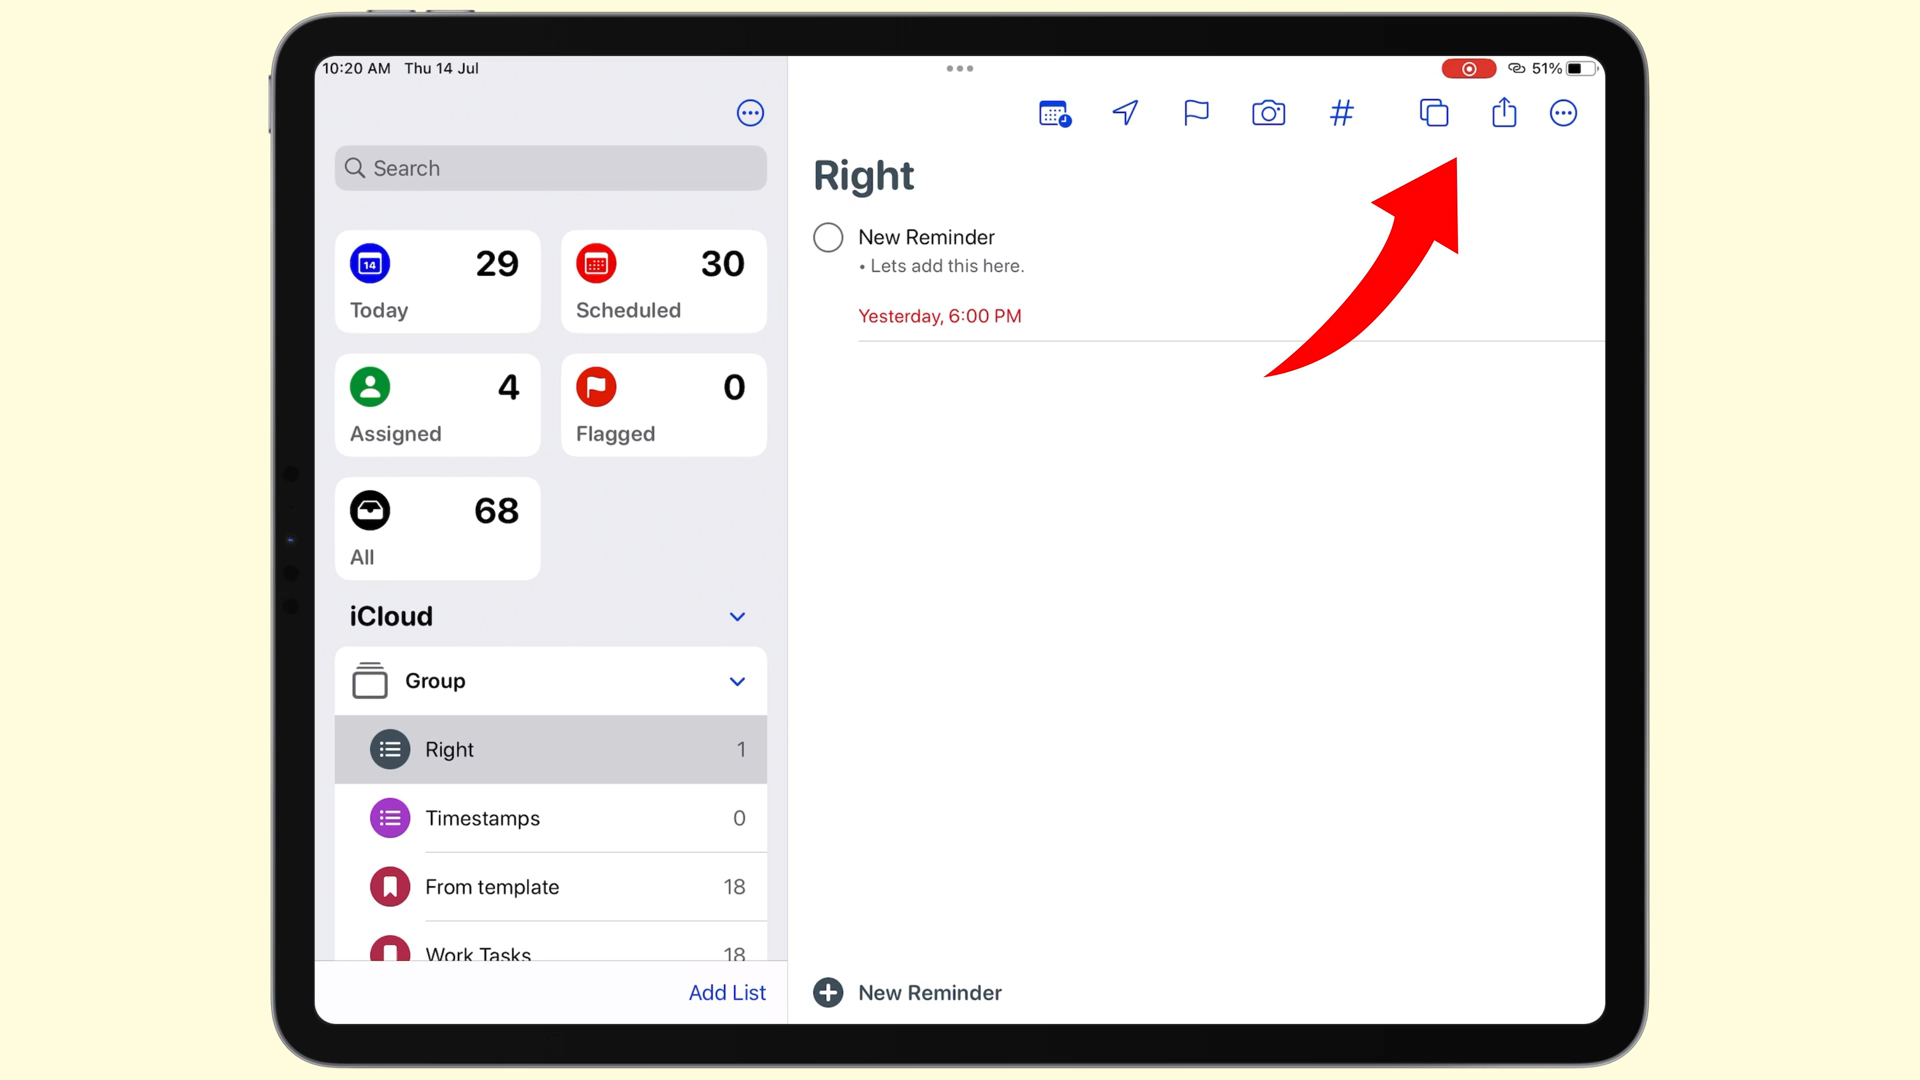 10:20 AM Thu 14 Jul
51%
Search
14
29
Today
30
Scheduled
4
Assigned
0
Flagged
68
All
iCloud
Group
Right 1
Timestamps 0
From template 18
Work Tasks 18
Add List
#
Right
New Reminder
• Lets add this here.
Yesterday, 6:00 PM
New Reminder